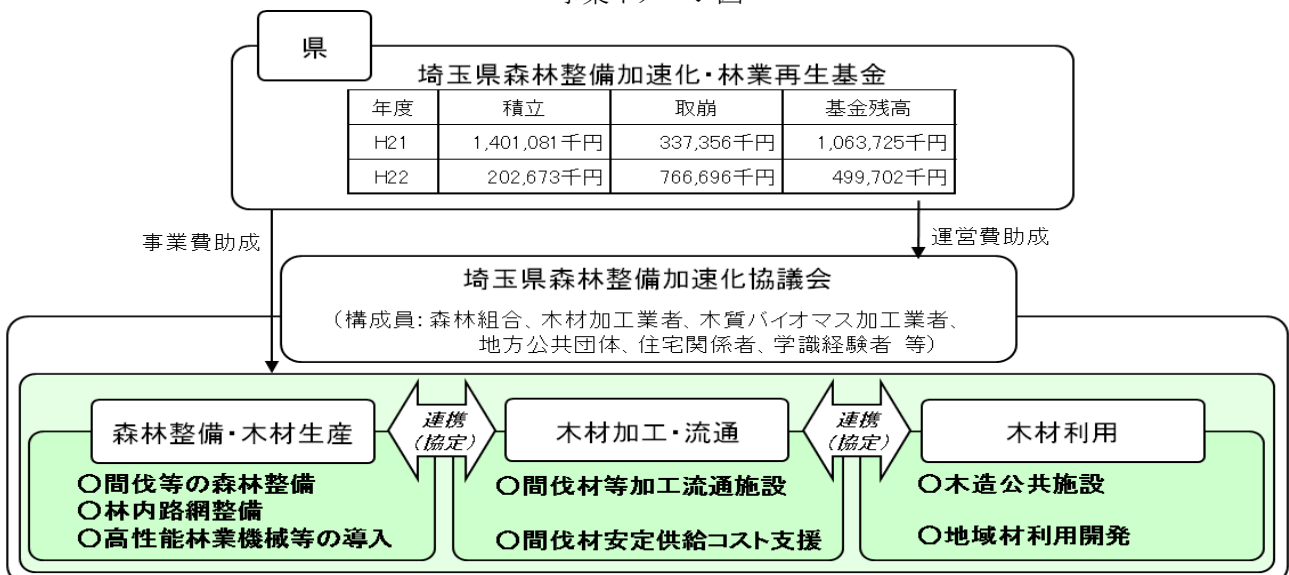 県
埼玉県森林整備加速化・林業再生基金
年度 積立 取崩 基金残高
H21 1,401,081千円 337,356千円 1,063,725千円
H22 202,673千円 766,696千円 499,702千円
事業費助成
運営費助成
埼玉県森林整備加速化協議会
（構成員：森林組合、木材加工業者、木質バイオマス加工業者、
地方公共団体、住宅関係者、学識経験者 等）
森林整備・木材生産
連携
（協定）
木材加工・流通
連携
（協定）
木材利用
○間伐等の森林整備
○林内路網整備
○高性能林業機械等の導入
○間伐材等加工流通施設
○間伐材安定供給コスト支援
○木造公共施設
○地域材利用開発